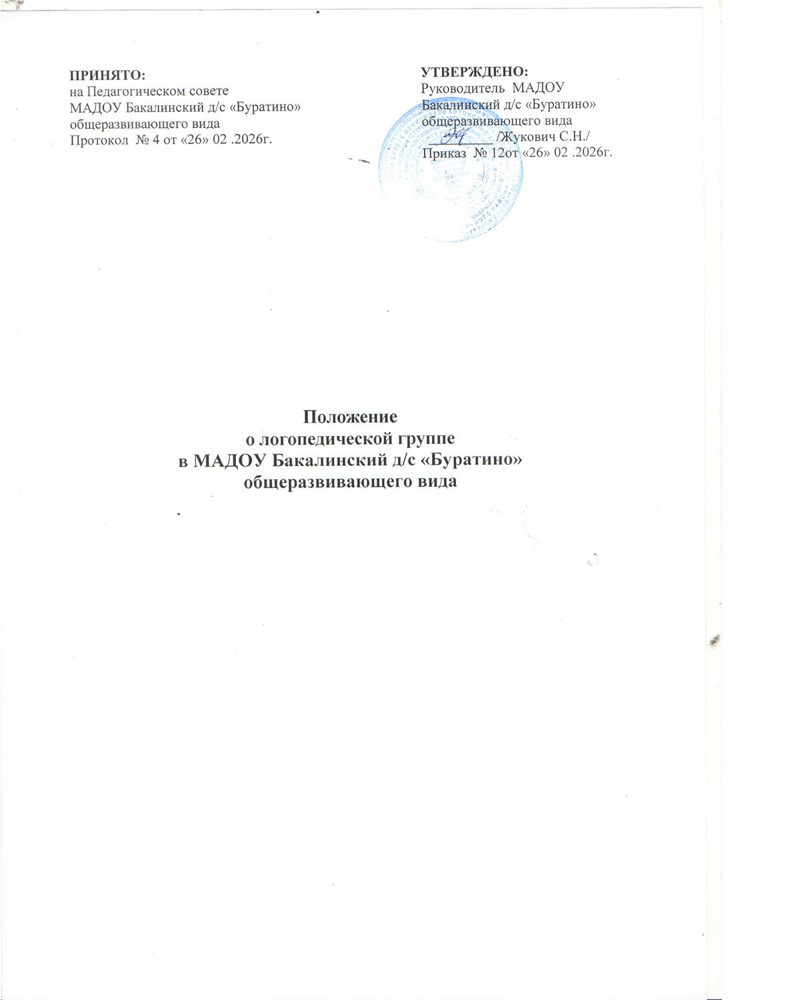 ПРИНЯТО:
на Педагогическом совете
МАДОУ Бакалинский д/с «Буратино»
общеразвивающего вида
Протокол № 4 от «26» 02 .2026г.
УТВЕРЖДЕНО:
Руководитель МАДОУ
Бакалинский д/с «Буратино»
общеразвивающего вида
_________ /Жукович С.Н./
Приказ № 12от «26» 02 .2026г.
Положение
о логопедической группе
в МАДОУ Бакалинский д/с «Буратино»
общеразвивающего вида